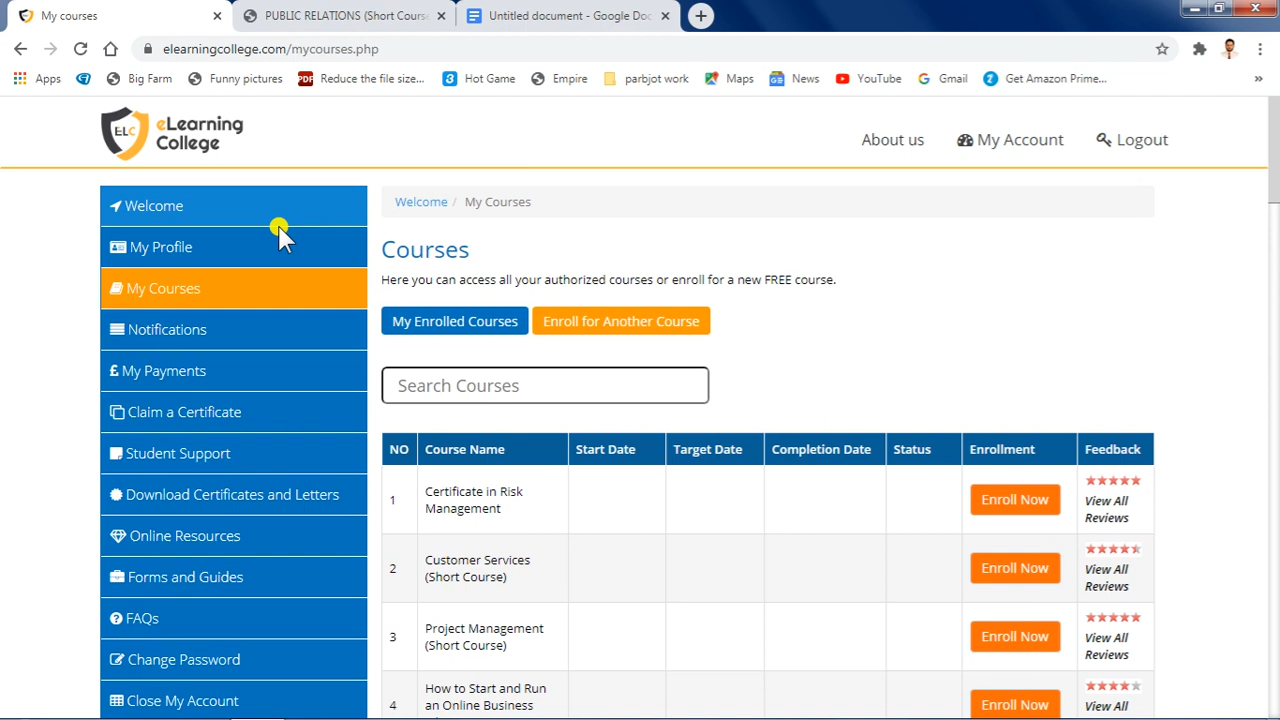 My courses
PUBLIC RELATIONS (Short Cours
Untitled document - Google Doc
elearningcollege.com/mycourses.php
Apps
Big Farm
Funny pictures
PDF
Reduce the file size...
Hot Game
Empire
parbjot work
Maps
News
YouTube
Gmail
Get Amazon Prime...
»
ELC
eLearning
College
About us
My Account
Logout
Welcome
My Profile
My Courses
Notifications
£ My Payments
Claim a Certificate
Student Support
Download Certificates and Letters
Online Resources
Forms and Guides
FAQs
Change Password
Close My Account
Welcome / My Courses
Courses
Here you can access all your authorized courses or enroll for a new FREE course.
My Enrolled Courses
Enroll for Another Course
Search Courses
NO Course Name Start Date Target Date Completion Date Status Enrollment Feedback
1
Certificate in Risk
Management
Enroll Now
View All
Reviews
2
Customer Services
(Short Course)
Enroll Now
View All
Reviews
3
Project Management
(Short Course)
Enroll Now
View All
Reviews
4
How to Start and Run
an Online Business
Enroll Now
View All